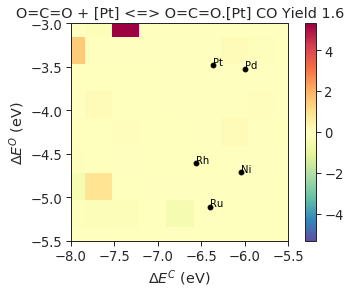 O=C=O + [Pt] <=> O=C=O.[Pt] CO Yield 1.6
−3.0
−3.5
−4.0
−4.5
−5.0
−5.5
ΔE^O (eV)
Pt
Pd
Rh
Ni
Ru
−8.0 −7.5 −7.0 −6.5 −6.0 −5.5
ΔE^C (eV)
4
2
0
−2
−4